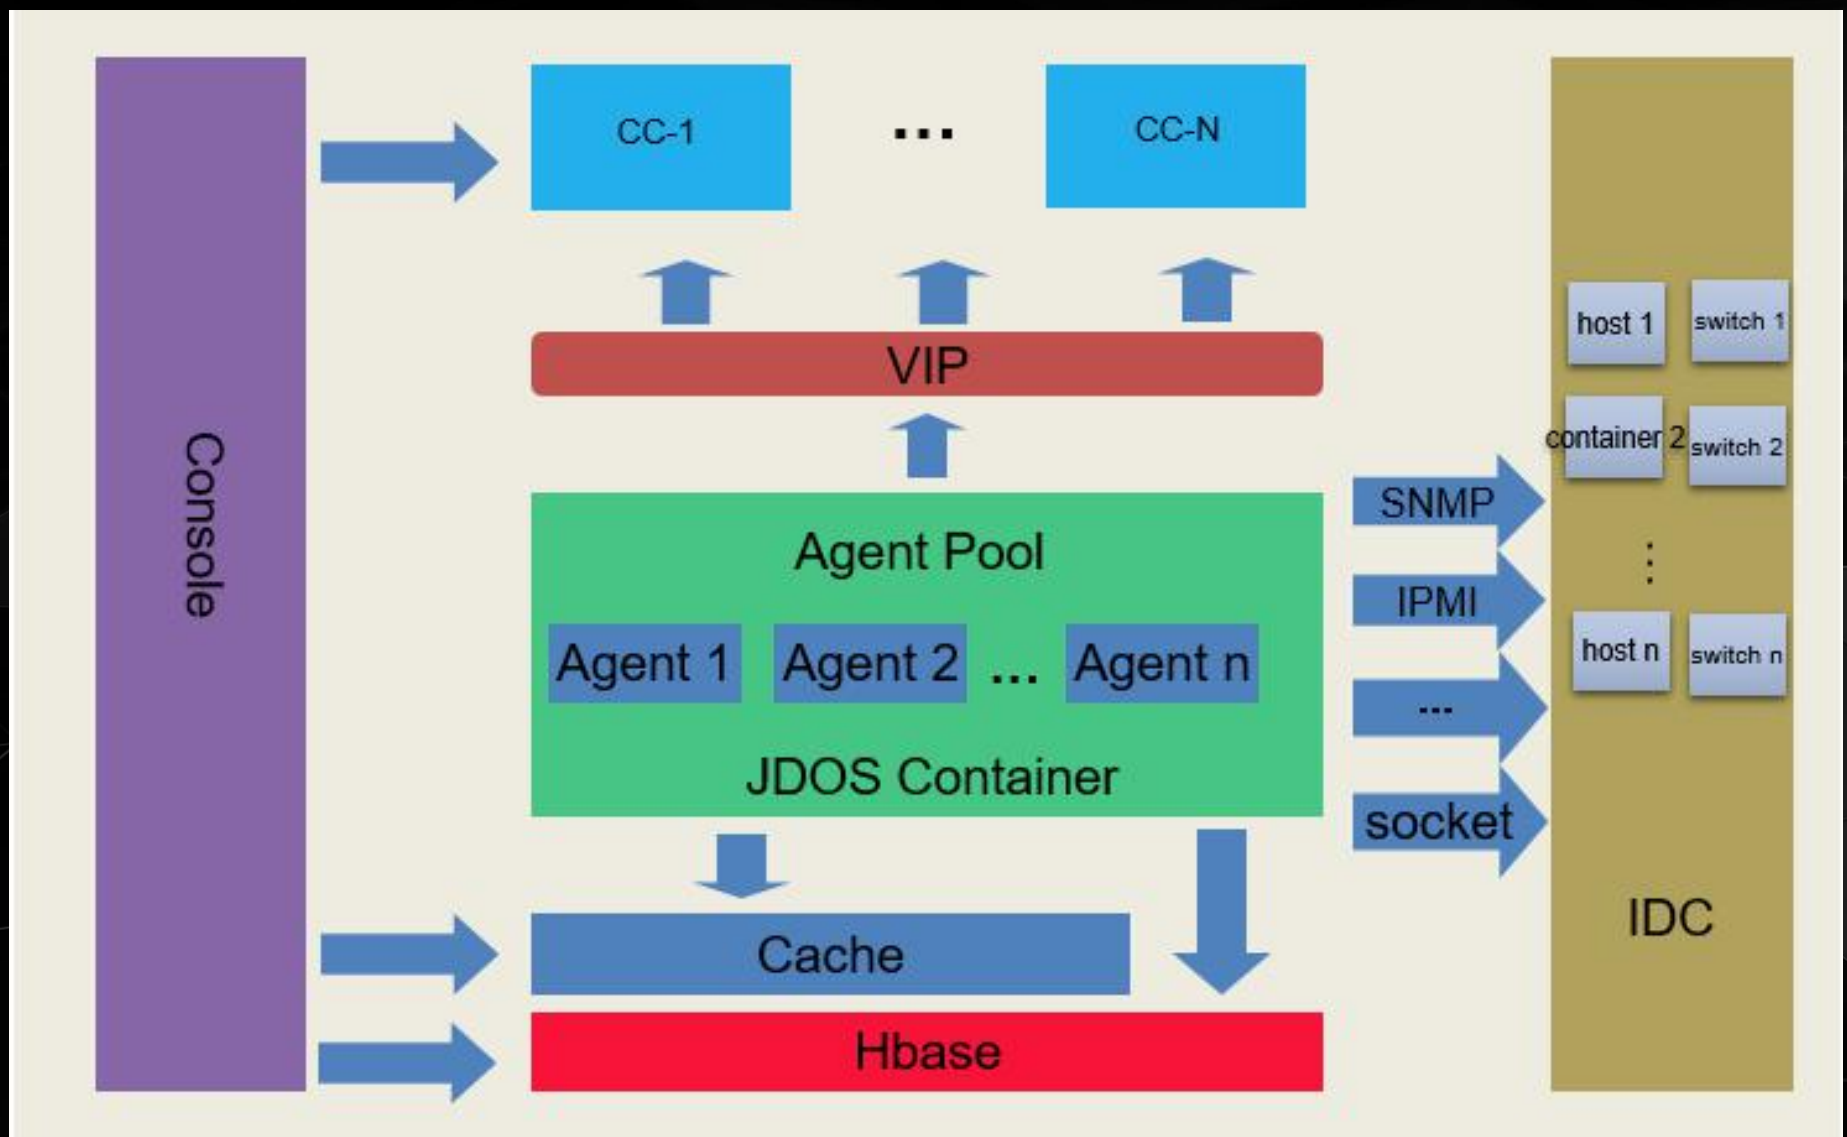 Console
CC-1
...
CC-N
VIP
Agent Pool
Agent 1
Agent 2
...
Agent n
JDOS Container
Cache
Hbase
SNMP
IPMI
...
socket
host 1
switch 1
container 2
switch 2
⋮
host n
switch n
IDC